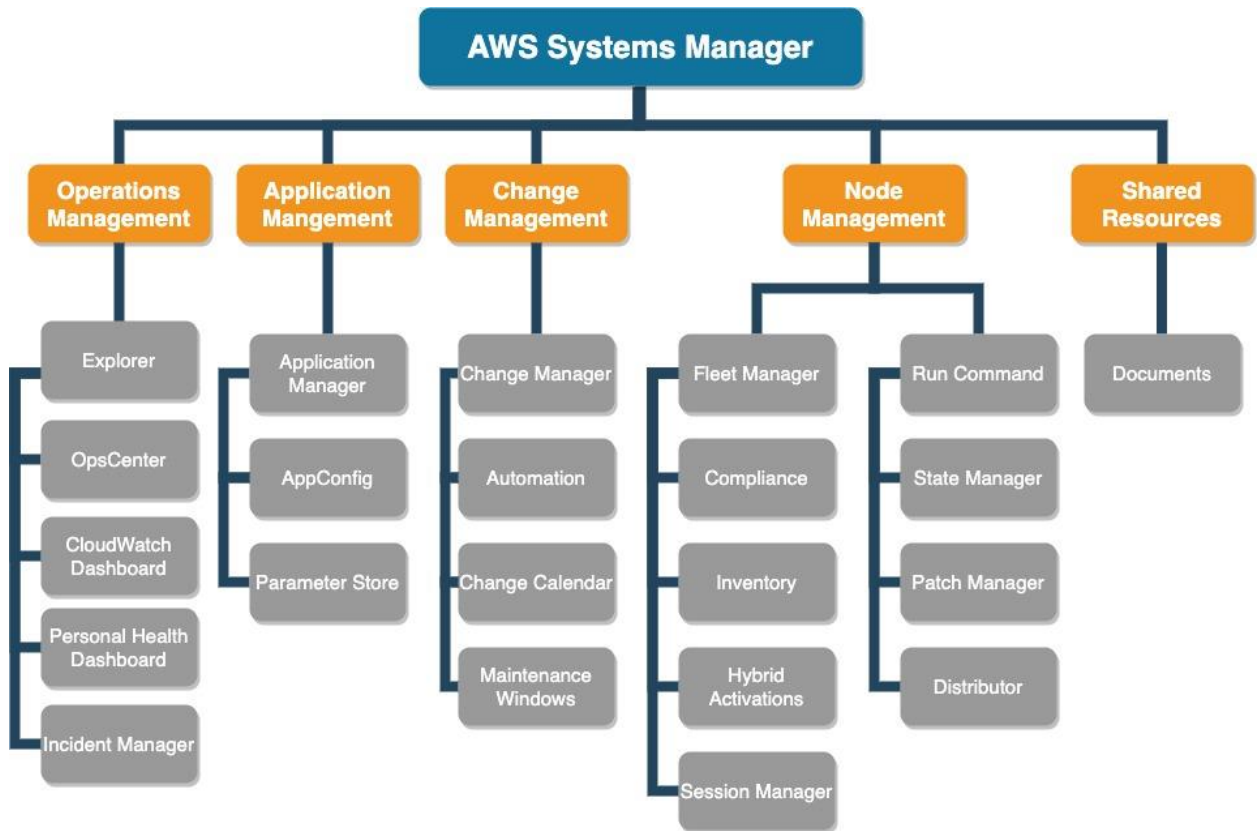 AWS Systems Manager
Operations
Management
Application
Mangement
Change
Management
Node
Management
Shared
Resources
Explorer
OpsCenter
CloudWatch
Dashboard
Personal Health
Dashboard
Incident Manager
Application
Manager
AppConfig
Parameter Store
Change Manager
Automation
Change Calendar
Maintenance
Windows
Fleet Manager
Compliance
Inventory
Hybrid
Activations
Session Manager
Run Command
State Manager
Patch Manager
Distributor
Documents